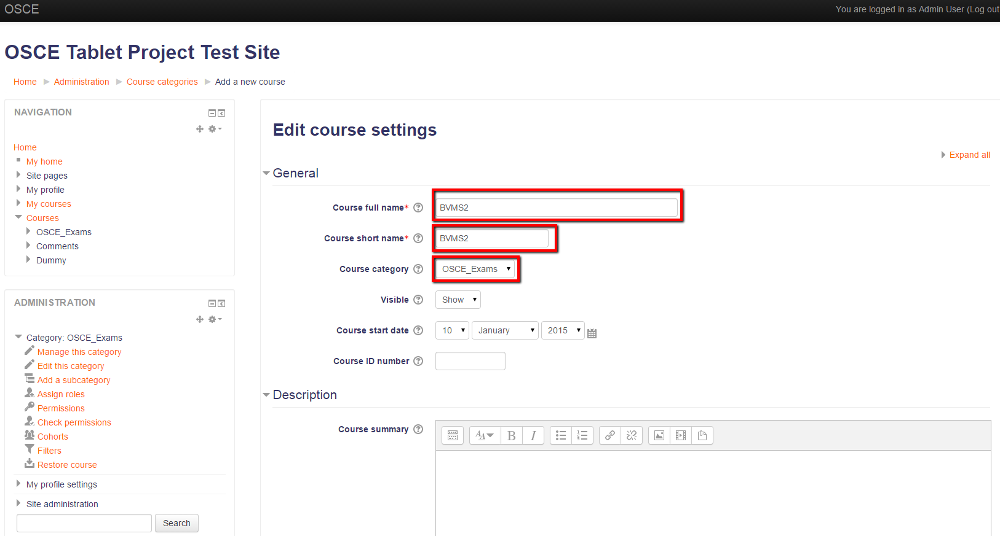 OSCE
You are logged in as Admin User (Log out
OSCE Tablet Project Test Site
Home Administration Course categories Add a new course
NAVIGATION
Home
My home
Site pages
My profile
My courses
Courses
OSCE_Exams
Comments
Dummy
ADMINISTRATION
Category: OSCE_Exams
Manage this category
Edit this category
Add a subcategory
Assign roles
Permissions
Check permissions
Cohorts
Filters
Restore course
My profile settings
Site administration
Search
Edit course settings
Expand all
General
Course full name* BVMS2
Course short name* BVMS2
Course category OSCE_Exams
Visible Show
Course start date 10 January 2015
Course ID number
Description
Course summary